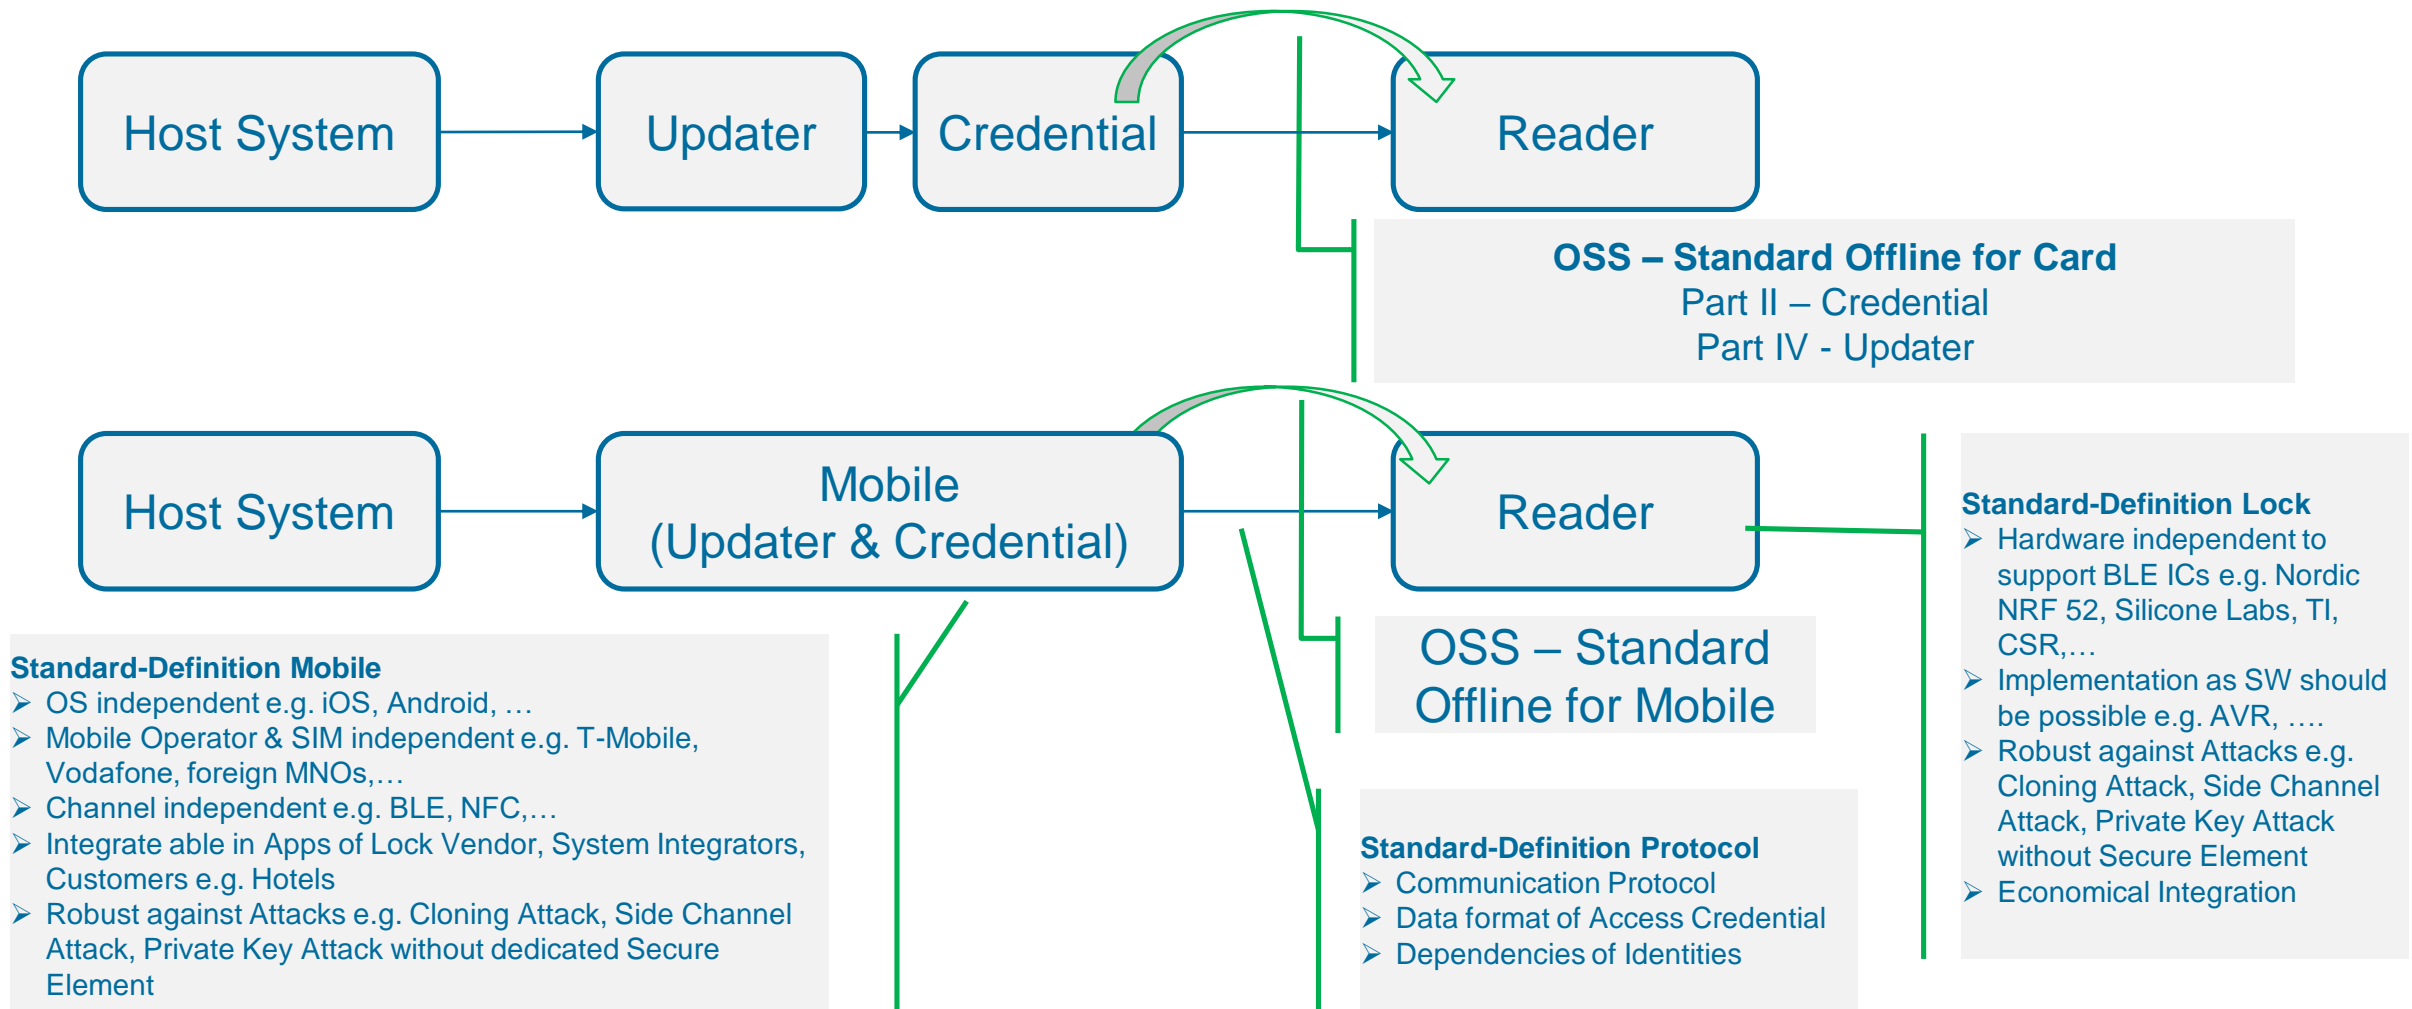 Host System
Updater
Credential
Reader
OSS – Standard Offline for Card
Part II – Credential
Part IV - Updater
Host System
Mobile
(Updater & Credential)
Reader
OSS – Standard
Offline for Mobile
Standard-Definition Mobile
➢ OS independent e.g. iOS, Android, …
➢ Mobile Operator & SIM independent e.g. T-Mobile,
Vodafone, foreign MNOs,…
➢ Channel independent e.g. BLE, NFC,…
➢ Integrate able in Apps of Lock Vendor, System Integrators,
Customers e.g. Hotels
➢ Robust against Attacks e.g. Cloning Attack, Side Channel
Attack, Private Key Attack without dedicated Secure
Element
Standard-Definition Protocol
➢ Communication Protocol
➢ Data format of Access Credential
➢ Dependencies of Identities
Standard-Definition Lock
➢ Hardware independent to
support BLE ICs e.g. Nordic
NRF 52, Silicone Labs, TI,
CSR,…
➢ Implementation as SW should
be possible e.g. AVR, ….
➢ Robust against Attacks e.g.
Cloning Attack, Side Channel
Attack, Private Key Attack
without Secure Element
➢ Economical Integration